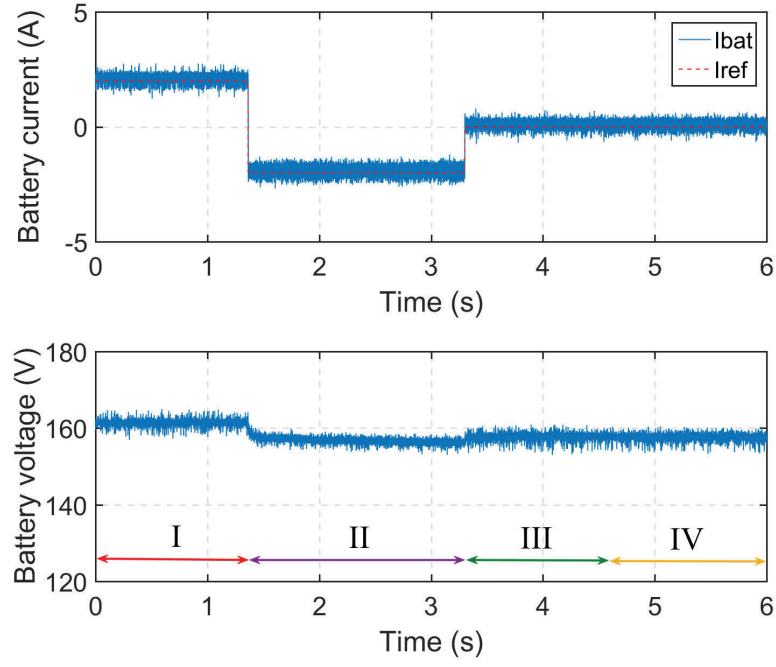 Battery current (A)
5
0
-5
Ibat
Iref
0 1 2 3 4 5 6
Time (s)
Battery voltage (V)
180
160
140
120
I II III IV
0 1 2 3 4 5 6
Time (s)